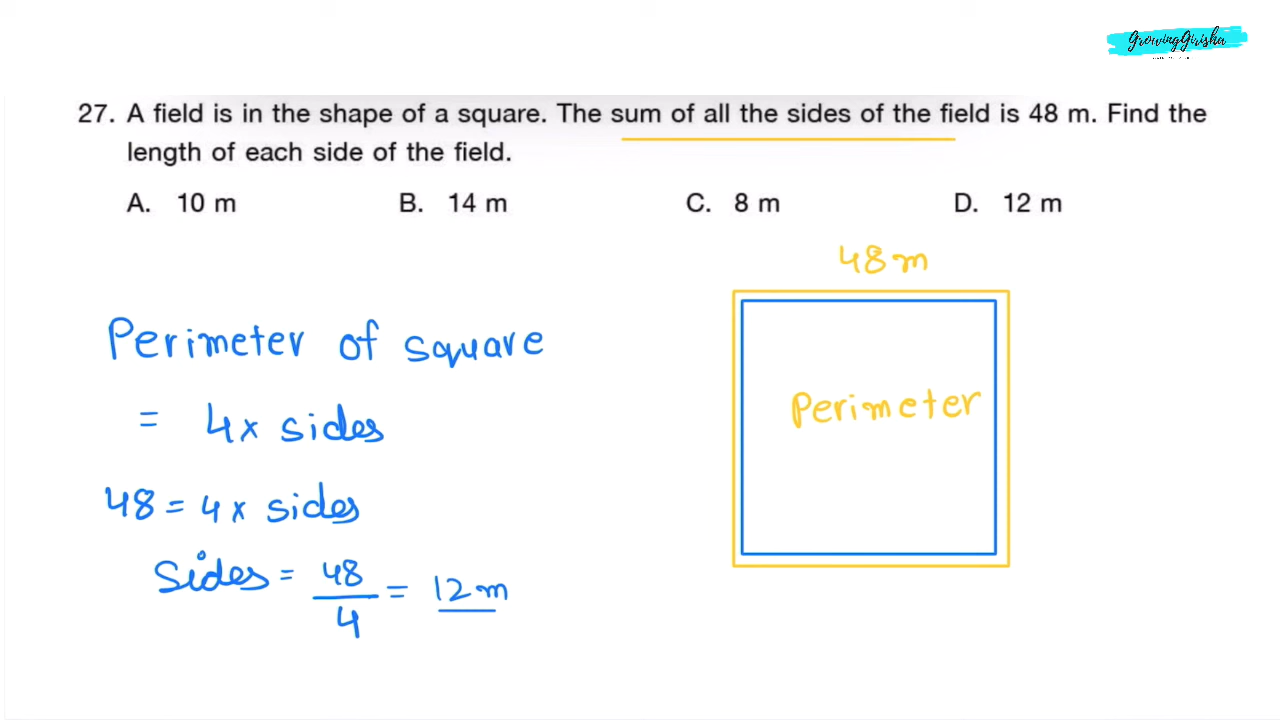 GrowingGirisha
27. A field is in the shape of a square. The sum of all the sides of the field is 48 m. Find the
length of each side of the field.
A. 10 m B. 14 m C. 8 m D. 12 m
48 m
Perimeter of square
= 4 x sides
Perimeter
48 = 4 x sides
Sides = 48/4 = 12 m